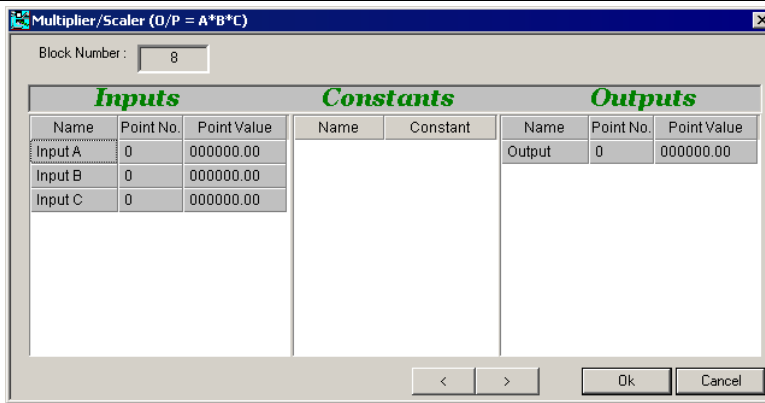 Multiplier/Scaler (O/P = A*B*C)
Block Number : 8
Inputs Constants Outputs
Name Point No. Point Value Name Constant Name Point No. Point Value
Input A 0 000000.00 Output 0 000000.00
Input B 0 000000.00
Input C 0 000000.00
< > Ok Cancel